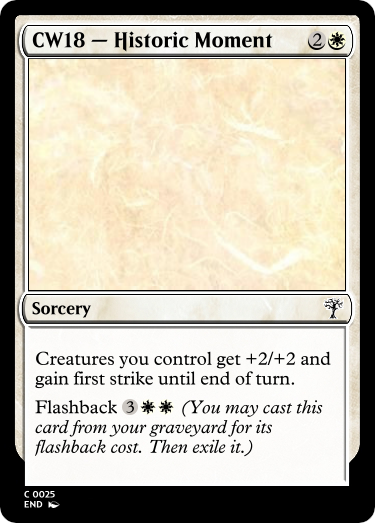 CW18 — Historic Moment 2
Sorcery
Creatures you control get +2/+2 and
gain first strike until end of turn.
Flashback 3 (You may cast this
card from your graveyard for its
flashback cost. Then exile it.)
C 0025
END